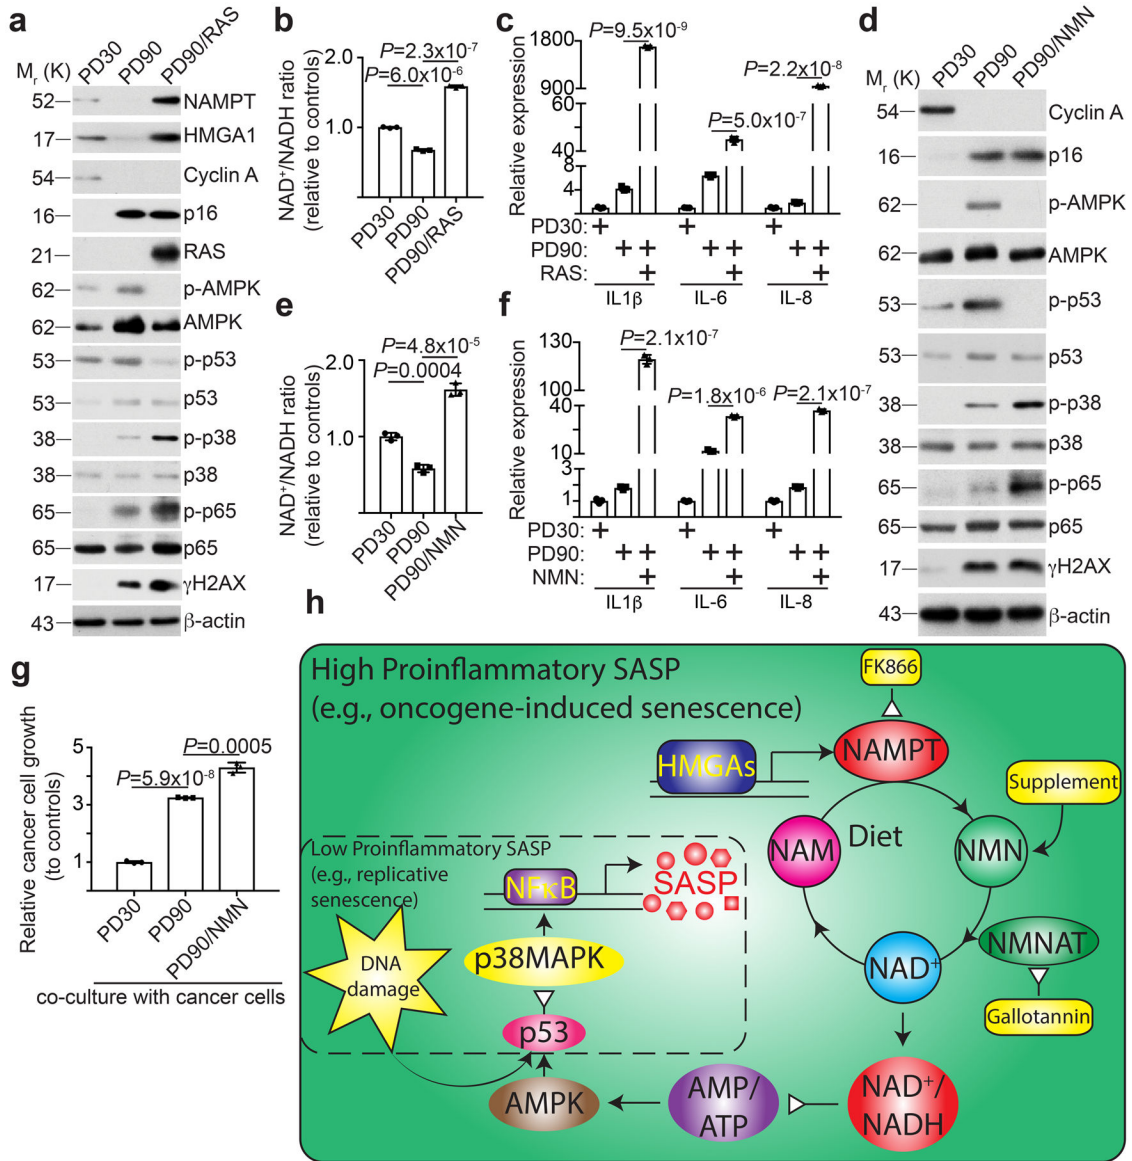 a
M_r (K)
PD30
PD90
PD90/RAS
52 NAMPT
17 HMGA1
54 Cyclin A
16 p16
21 RAS
62 p-AMPK
62 AMPK
53 p-p53
53 p53
38 p-p38
38 p38
65 p-p65
65 p65
17 γH2AX
43 β-actin
b
NAD⁺/NADH ratio
(relative to controls)
2.0
1.0
P=2.3x10⁻⁷
P=6.0x10⁻⁶
PD30
PD90
PD90/RAS
c
Relative expression
1800
900
60
40
8
4
P=9.5x10⁻⁹
P=5.0x10⁻⁷
P=2.2x10⁻⁸
PD30: + + +
PD90: + + + + + +
RAS: + + +
IL1β IL-6 IL-8
d
M_r (K)
PD30
PD90
PD90/NMN
54 Cyclin A
16 p16
62 p-AMPK
62 AMPK
53 p-p53
53 p53
38 p-p38
38 p38
65 p-p65
65 p65
17 γH2AX
43 β-actin
e
NAD⁺/NADH ratio
(relative to controls)
2.0
1.0
P=4.8x10⁻⁵
P=0.0004
PD30
PD90
PD90/NMN
f
Relative expression
130
100
40
10
3
1
P=2.1x10⁻⁷
P=1.8x10⁻⁶
P=2.1x10⁻⁷
PD30: + + +
PD90: + + + + + +
NMN: + + +
IL1β IL-6 IL-8
g
Relative cancer cell growth
(to controls)
5
3
1
P=0.0005
P=5.9x10⁻⁸
PD30
PD90
PD90/NMN
co-culture with cancer cells
h
High Proinflammatory SASP
(e.g., oncogene-induced senescence)
FK866
HMGAs
NAMPT
Supplement
NAM
Diet
NMN
NMNAT
NAD⁺
Gallotannin
Low Proinflammatory SASP
(e.g., replicative
senescence)
NFκB
SASP
DNA
damage
p38MAPK
p53
AMPK
AMP/
ATP
NAD⁺/
NADH